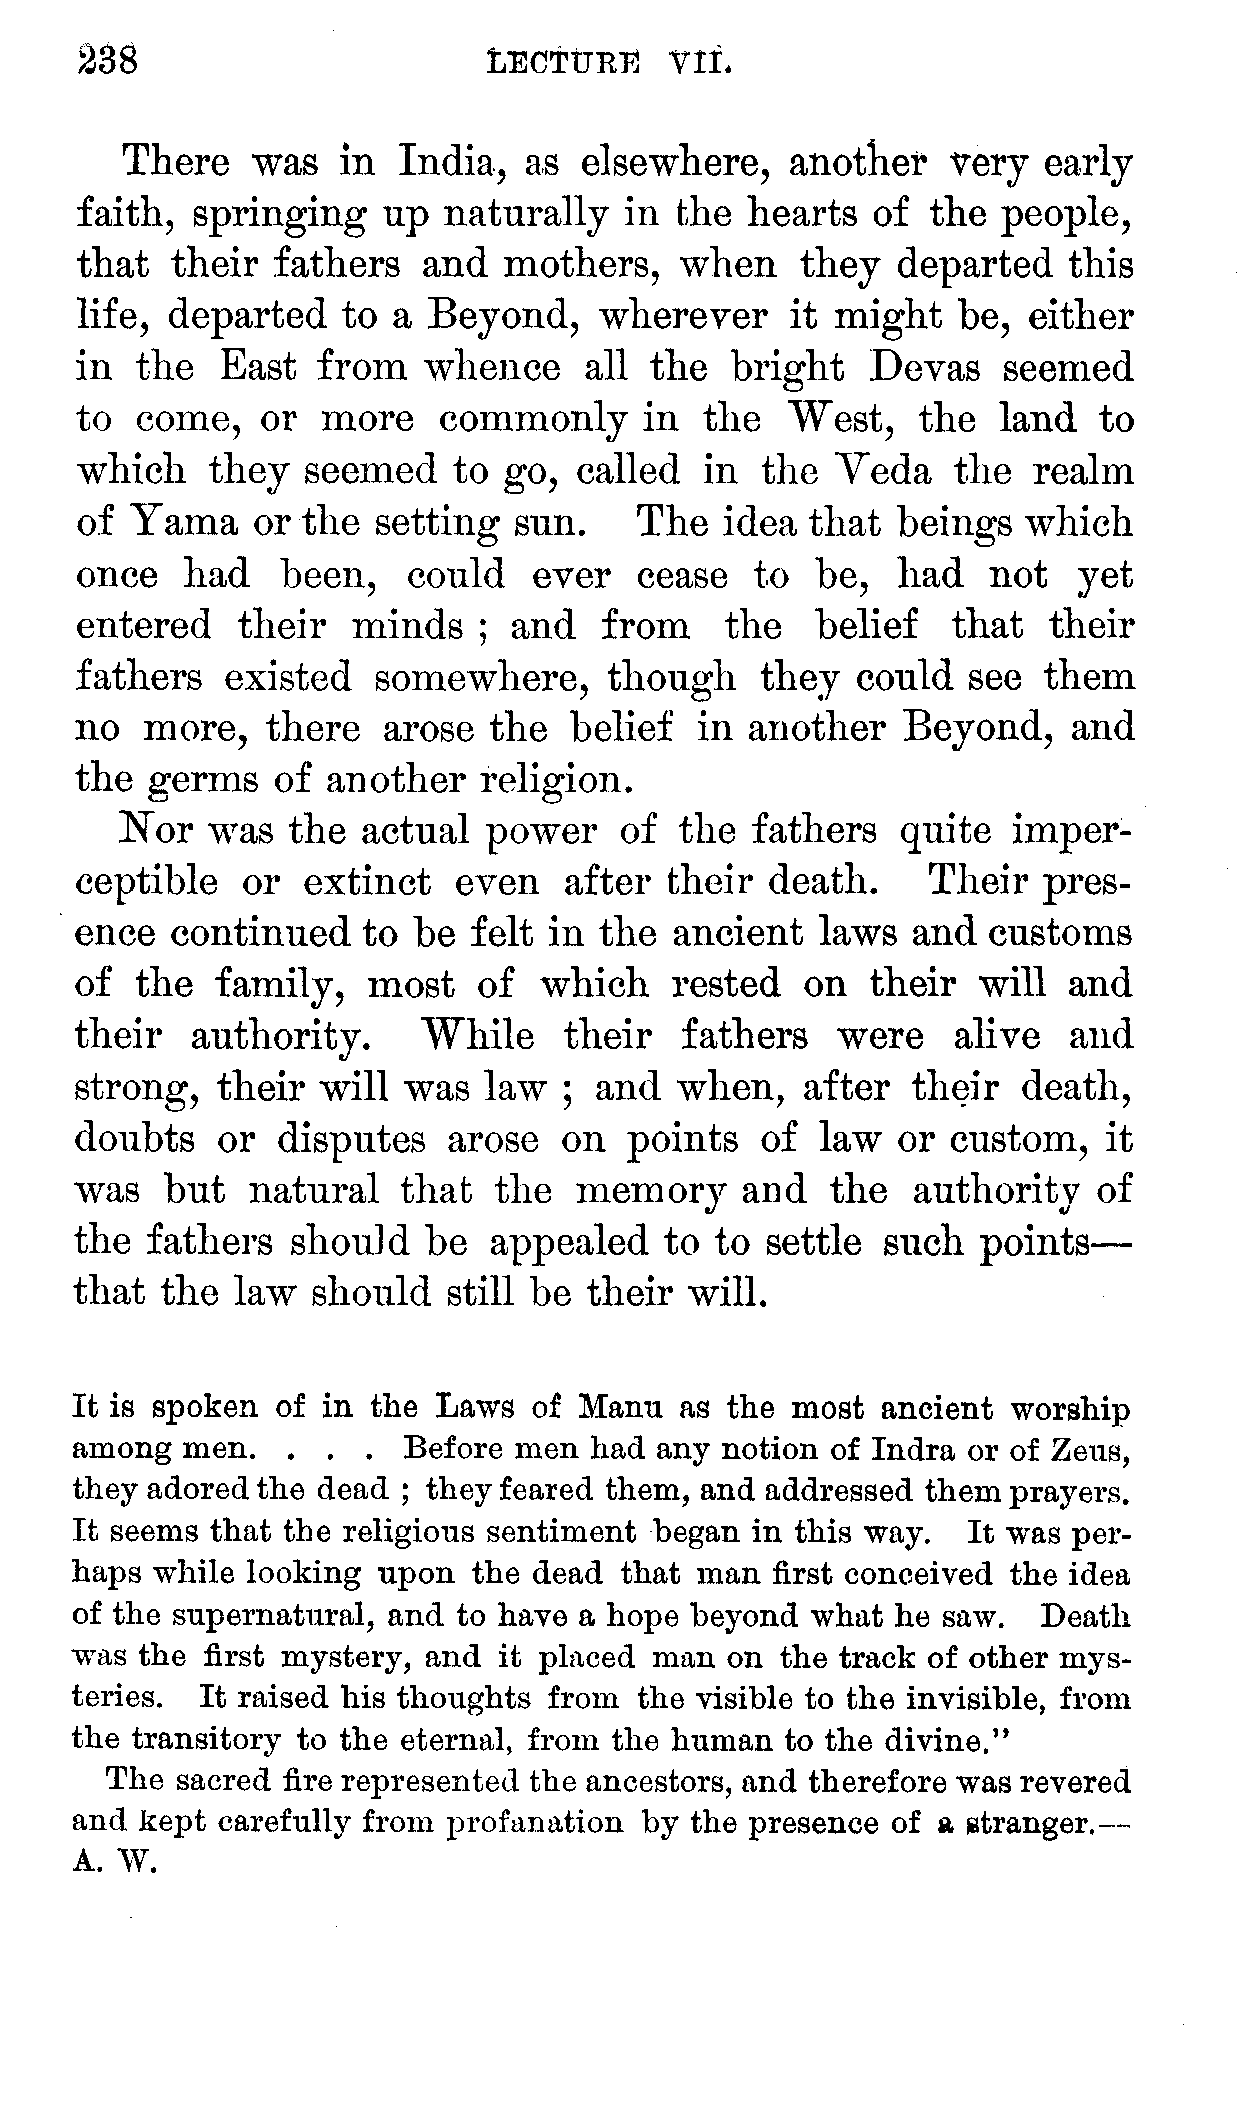 238 LECTURE VII.
There was in India, as elsewhere, another very early
faith, springing up naturally in the hearts of the people,
that their fathers and mothers, when they departed this
life, departed to a Beyond, wherever it might be, either
in the East from whence all the bright Devas seemed
to come, or more commonly in the West, the land to
which they seemed to go, called in the Veda the realm
of Yama or the setting sun. The idea that beings which
once had been, could ever cease to be, had not yet
entered their minds ; and from the belief that their
fathers existed somewhere, though they could see them
no more, there arose the belief in another Beyond, and
the germs of another religion.
Nor was the actual power of the fathers quite imper-
ceptible or extinct even after their death. Their pres-
ence continued to be felt in the ancient laws and customs
of the family, most of which rested on their will and
their authority. While their fathers were alive and
strong, their will was law ; and when, after their death,
doubts or disputes arose on points of law or custom, it
was but natural that the memory and the authority of
the fathers should be appealed to to settle such points—
that the law should still be their will.
It is spoken of in the Laws of Manu as the most ancient worship
among men. . . . Before men had any notion of Indra or of Zeus,
they adored the dead ; they feared them, and addressed them prayers.
It seems that the religious sentiment began in this way. It was per-
haps while looking upon the dead that man first conceived the idea
of the supernatural, and to have a hope beyond what he saw. Death
was the first mystery, and it placed man on the track of other mys-
teries. It raised his thoughts from the visible to the invisible, from
the transitory to the eternal, from the human to the divine."
The sacred fire represented the ancestors, and therefore was revered
and kept carefully from profanation by the presence of a stranger.—
A. W.